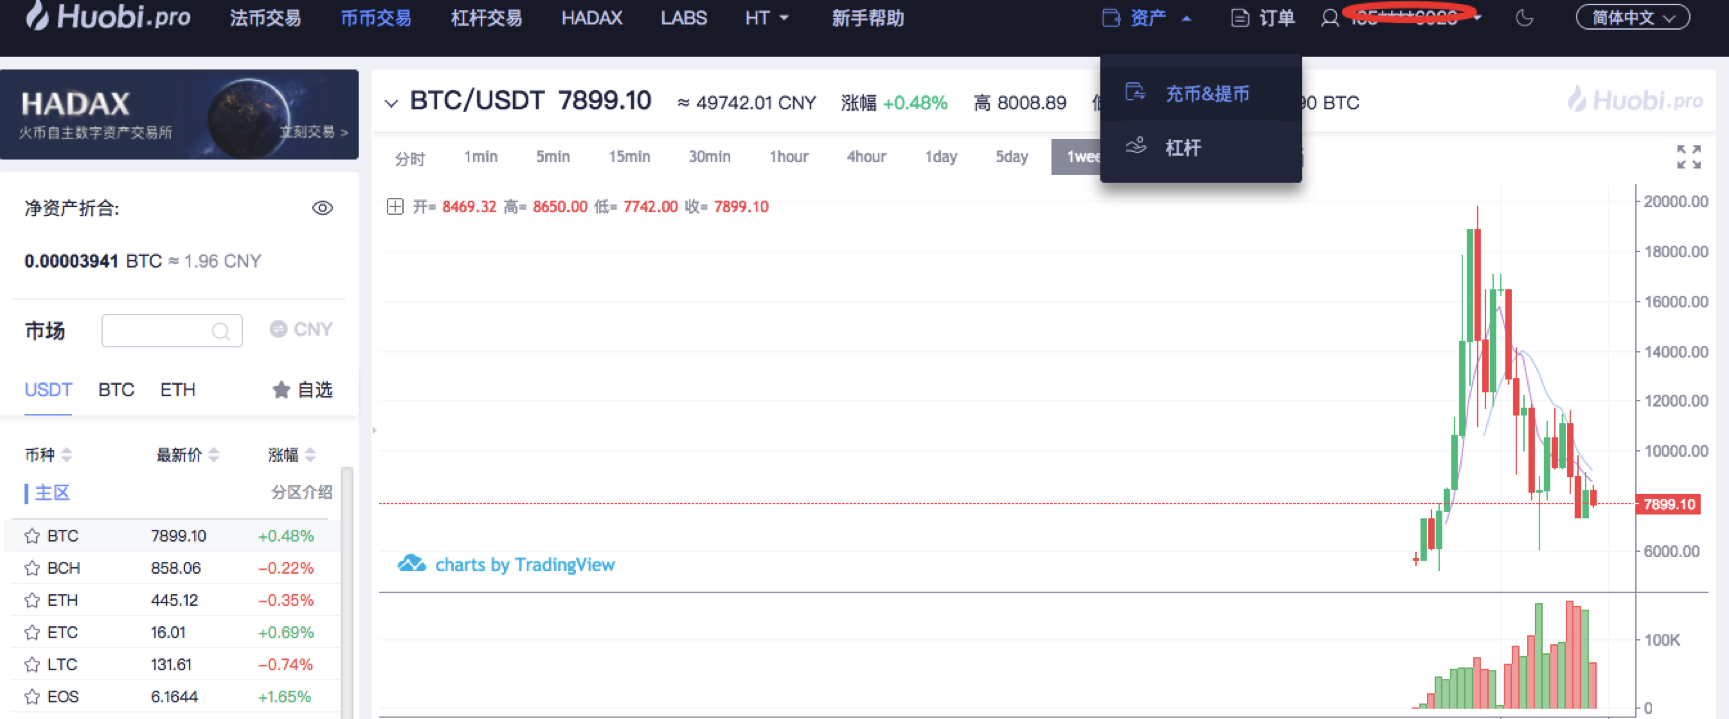 Huobi.pro 法币交易 币币交易 杠杆交易 HADAX LABS HT 新手帮助 资产 订单 简体中文
充币&提币
杠杆
HADAX
火币自主数字资产交易所 立刻交易 >
BTC/USDT 7899.10 ≈ 49742.01 CNY 涨幅 +0.48% 高 8008.89 90 BTC Huobi.pro
分时 1min 5min 15min 30min 1hour 4hour 1day 5day 1wee
净资产折合:
0.00003941 BTC ≈ 1.96 CNY
市场 CNY
USDT BTC ETH 自选
币种 最新价 涨幅
主区 分区介绍
BTC 7899.10 +0.48%
BCH 858.06 -0.22%
ETH 445.12 -0.35%
ETC 16.01 +0.69%
LTC 131.61 -0.74%
EOS 6.1644 +1.65%
开= 8469.32 高= 8650.00 低= 7742.00 收= 7899.10
20000.00
18000.00
16000.00
14000.00
12000.00
10000.00
7899.10
6000.00
charts by TradingView
100K
0